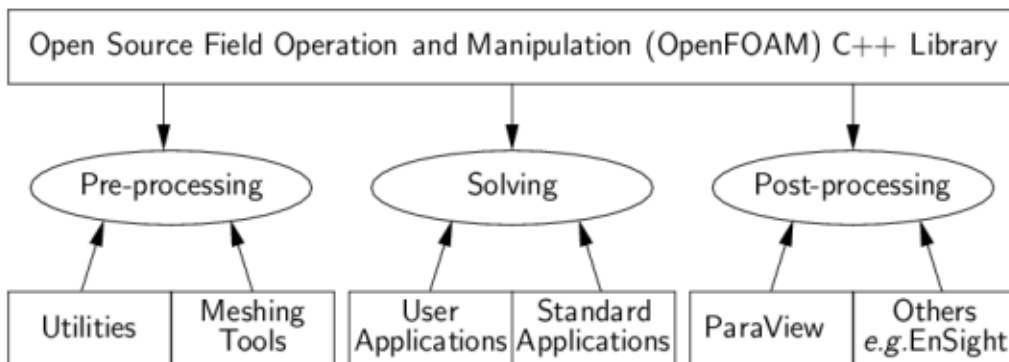 Open Source Field Operation and Manipulation (OpenFOAM) C++ Library
Pre-processing
Solving
Post-processing
Utilities
Meshing
Tools
User
Applications
Standard
Applications
ParaView
Others
e.g.EnSight